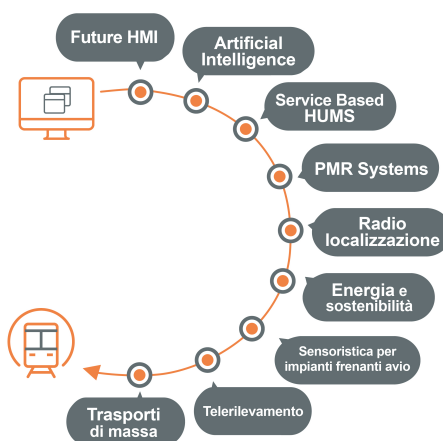 Future HMI
Artificial
Intelligence
Service Based
HUMS
PMR Systems
Radio
localizzazione
Energia e
sostenibilità
Sensoristica per
impianti frenanti avio
Telerilevamento
Trasporti
di massa